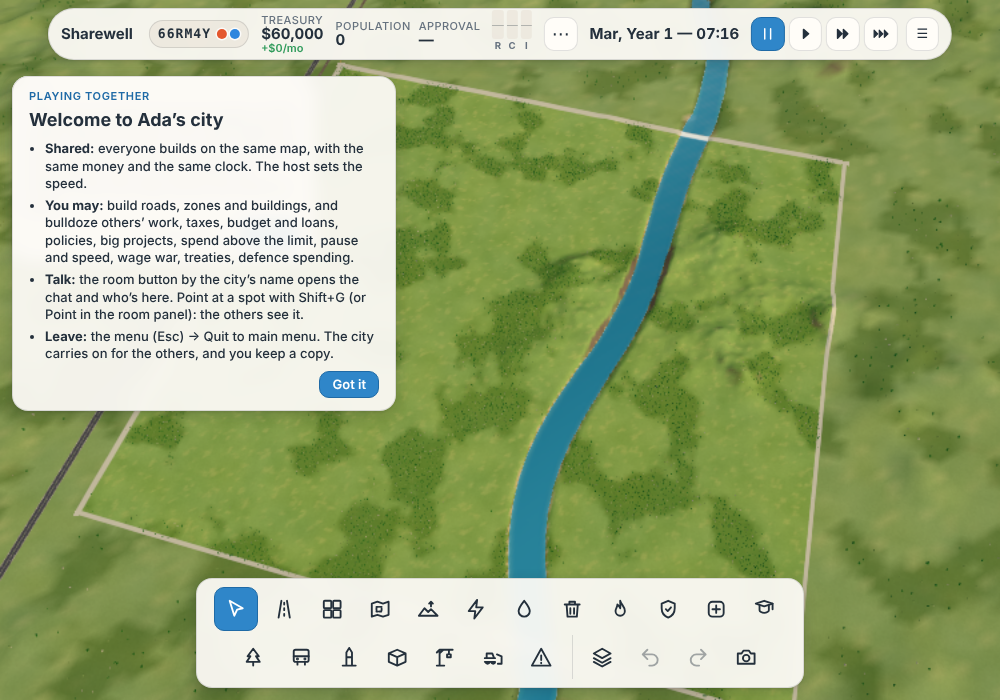 Sharewell
66RM4Y
TREASURY
$60,000
+$0/mo
POPULATION
0
APPROVAL
—
R C I
Mar, Year 1 — 07:16
PLAYING TOGETHER
Welcome to Ada's city
• Shared: everyone builds on the same map, with the
same money and the same clock. The host sets the
speed.
• You may: build roads, zones and buildings, and
bulldoze others' work, taxes, budget and loans,
policies, big projects, spend above the limit, pause
and speed, wage war, treaties, defence spending.
• Talk: the room button by the city's name opens the
chat and who's here. Point at a spot with Shift+G (or
Point in the room panel): the others see it.
• Leave: the menu (Esc) → Quit to main menu. The city
carries on for the others, and you keep a copy.
Got it